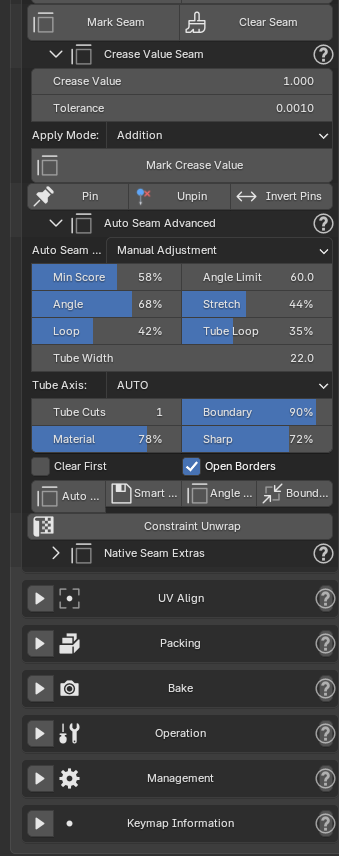 Mark Seam Clear Seam
Crease Value Seam
Crease Value 1.000
Tolerance 0.0010
Apply Mode: Addition
Mark Crease Value
Pin Unpin Invert Pins
Auto Seam Advanced
Auto Seam ... Manual Adjustment
Min Score 58% Angle Limit 60.0
Angle 68% Stretch 44%
Loop 42% Tube Loop 35%
Tube Width 22.0
Tube Axis: AUTO
Tube Cuts 1 Boundary 90%
Material 78% Sharp 72%
Clear First Open Borders
Auto ... Smart ... Angle ... Bound...
Constraint Unwrap
Native Seam Extras
UV Align
Packing
Bake
Operation
Management
Keymap Information